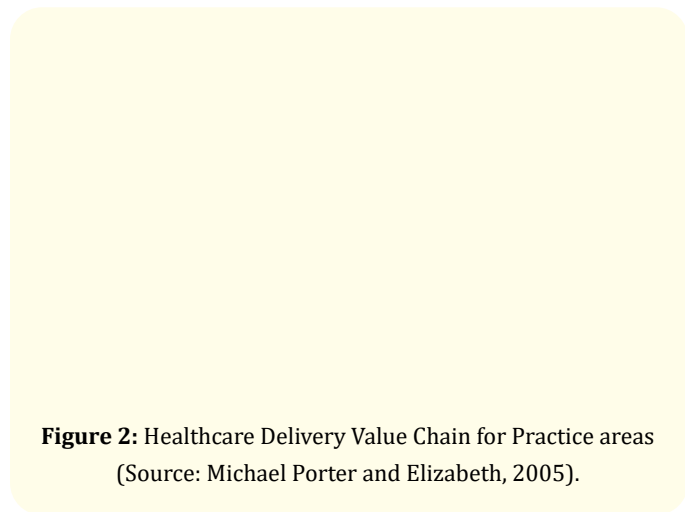 Figure 2: Healthcare Delivery Value Chain for Practice areas
(Source: Michael Porter and Elizabeth, 2005).